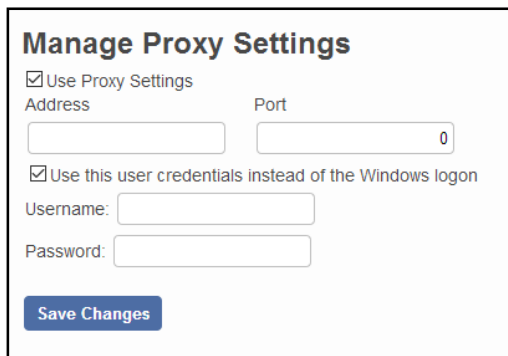 Manage Proxy Settings
Use Proxy Settings
Address Port
0
Use this user credentials instead of the Windows logon
Username:
Password:
Save Changes